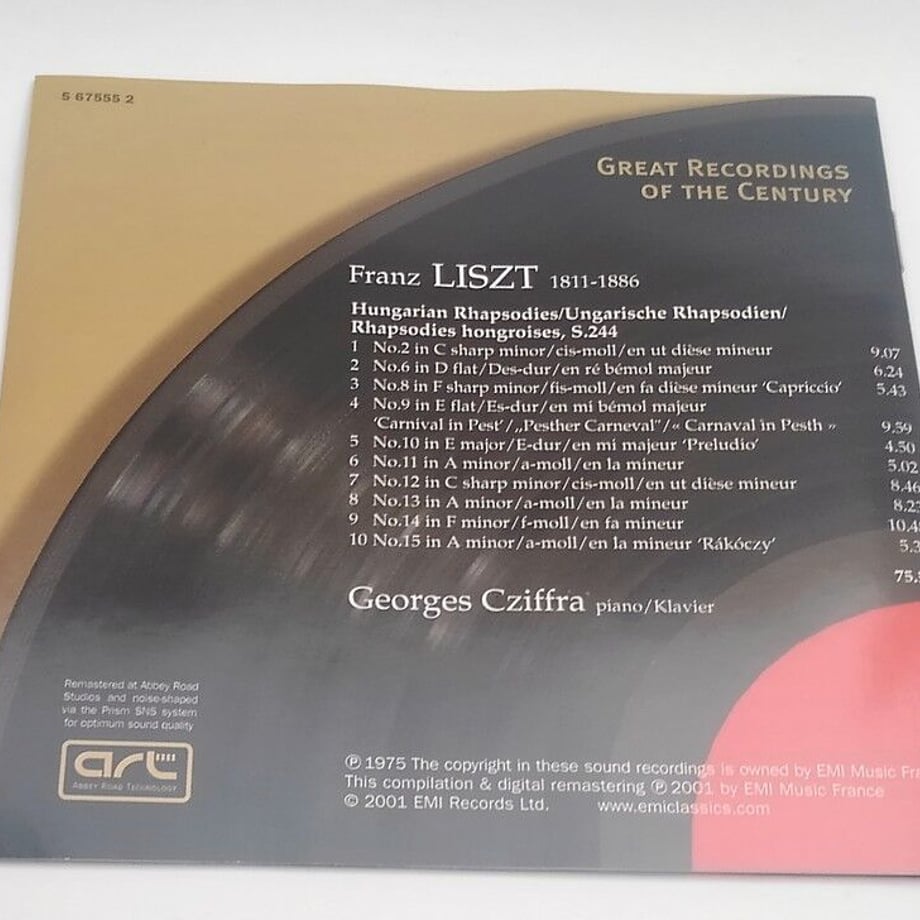 5 67555 2
GREAT RECORDINGS
OF THE CENTURY
Franz LISZT 1811-1886
Hungarian Rhapsodies/Ungarische Rhapsodien/
Rhapsodies hongroises, S.244
1 No.2 in C sharp minor/cis-moll/en ut dièse mineur 9.07
2 No.6 in D flat/Des-dur/en ré bémol majeur 6.24
3 No.8 in F sharp minor/fis-moll/en fa dièse mineur ‘Capriccio’ 5.43
4 No.9 in E flat/Es-dur/en mi bémol majeur
‘Carnival in Pest’/„Pesther Carneval”/« Carnaval in Pesth » 9.39
5 No.10 in E major/E-dur/en mi majeur ‘Preludio’ 4.50
6 No.11 in A minor/a-moll/en la mineur 5.02
7 No.12 in C sharp minor/cis-moll/en ut dièse mineur 8.46
8 No.13 in A minor/a-moll/en la mineur
9 No.14 in F minor/f-moll/en fa mineur
10 No.15 in A minor/a-moll/en la mineur ‘Rákóczy’
Georges Cziffra piano/Klavier
Remastered at Abbey Road
Studios and noise-shaped
via the Prism SNS system
for optimum sound quality
art
ABBEY ROAD TECHNOLOGY
℗ 1975 The copyright in these sound recordings is owned by EMI Music
This compilation & digital remastering ℗ 2001 by EMI Music France
© 2001 EMI Records Ltd. www.emiclassics.com